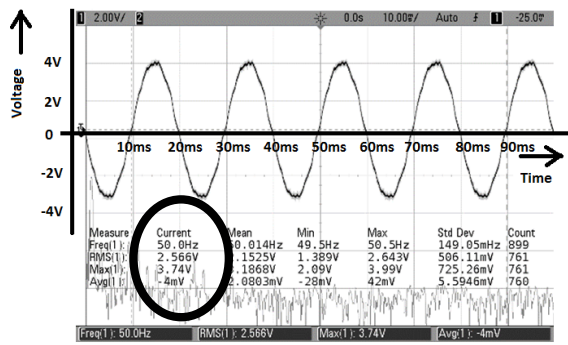 1 2.00V/ 2 0.0s 10.00ms/ Auto 1 -25.0m
Voltage
4V
2V
0
10ms 20ms 30ms 40ms 50ms 60ms 70ms 80ms 90ms
-2V
Time
-4V
Measure Current Mean Min Max Std Dev Count
Freq(1): 50.0Hz 0.014Hz 49.5Hz 50.5Hz 149.05mHz 899
RMS(1): 2.566V .1525V 1.389V 2.643V 506.11mV 761
Max(1): 3.74V .1868V 2.09V 3.99V 725.26mV 761
Avg(1): -4mV 2.0803mV -28mV 42mV 5.5946mV 760
Freq(1): 50.0Hz RMS(1): 2.566V Max(1): 3.74V Avg(1): -4mV